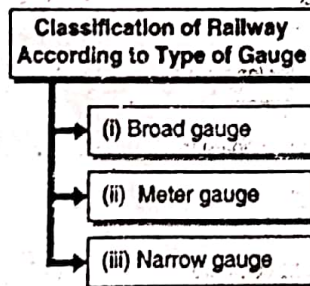 Classification of Railway
According to Type of Gauge
(i) Broad gauge
(ii) Meter gauge
(iii) Narrow gauge